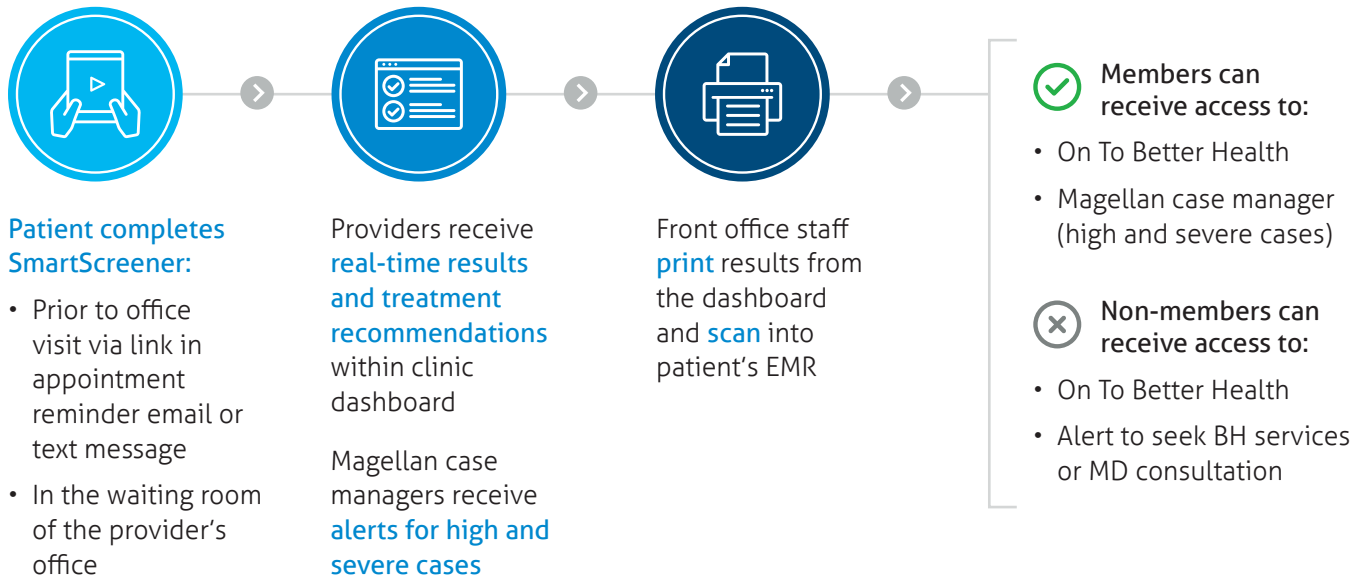 Patient completes
SmartScreener:
• Prior to office
visit via link in
appointment
reminder email or
text message
• In the waiting room
of the provider's
office
Providers receive
real-time results
and treatment
recommendations
within clinic
dashboard
Magellan case
managers receive
alerts for high and
severe cases
Front office staff
print results from
the dashboard
and scan into
patient's EMR
Members can
receive access to:
• On To Better Health
• Magellan case manager
(high and severe cases)
Non-members can
receive access to:
• On To Better Health
• Alert to seek BH services
or MD consultation